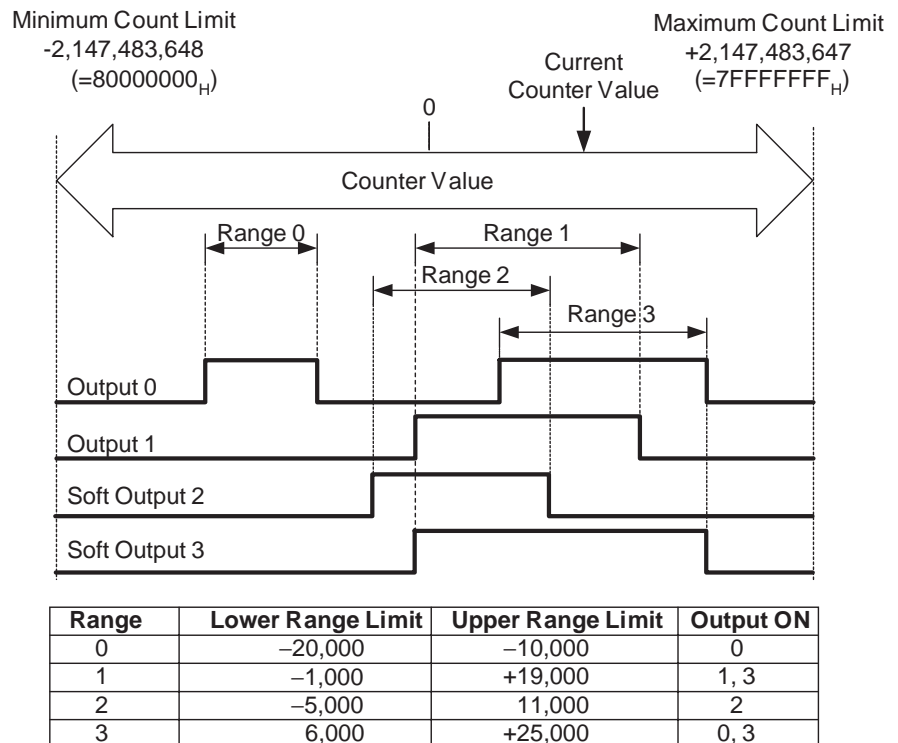 Minimum Count Limit
-2,147,483,648
(=80000000H)
Maximum Count Limit
+2,147,483,647
(=7FFFFFFFH)
Current
Counter Value
0
Counter Value
Range 0
Range 1
Range 2
Range 3
Output 0
Output 1
Soft Output 2
Soft Output 3
Range Lower Range Limit Upper Range Limit Output ON
0 −20,000 −10,000 0
1 −1,000 +19,000 1, 3
2 −5,000 11,000 2
3 6,000 +25,000 0, 3